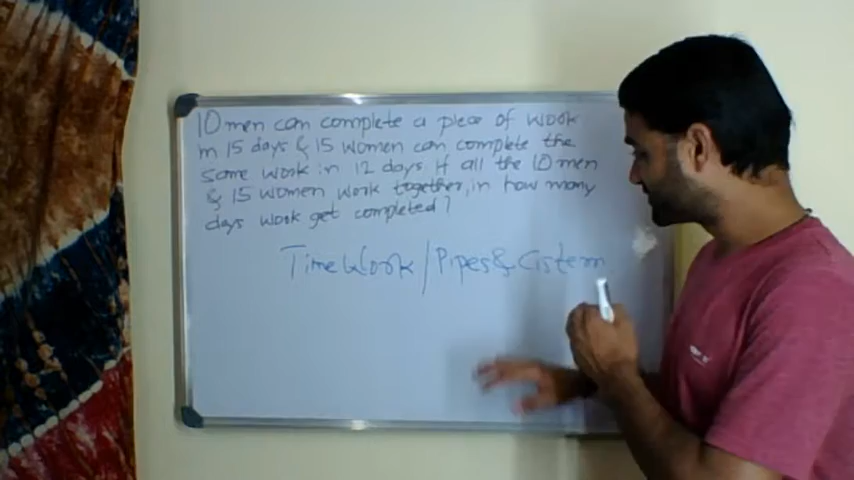 10 men can complete a piece of work
in 15 days & 15 women can complete the
same work in 12 days If all the 10 men
& 15 women work together, in how many
days work get completed?
Time Work / Pipes & Cistern